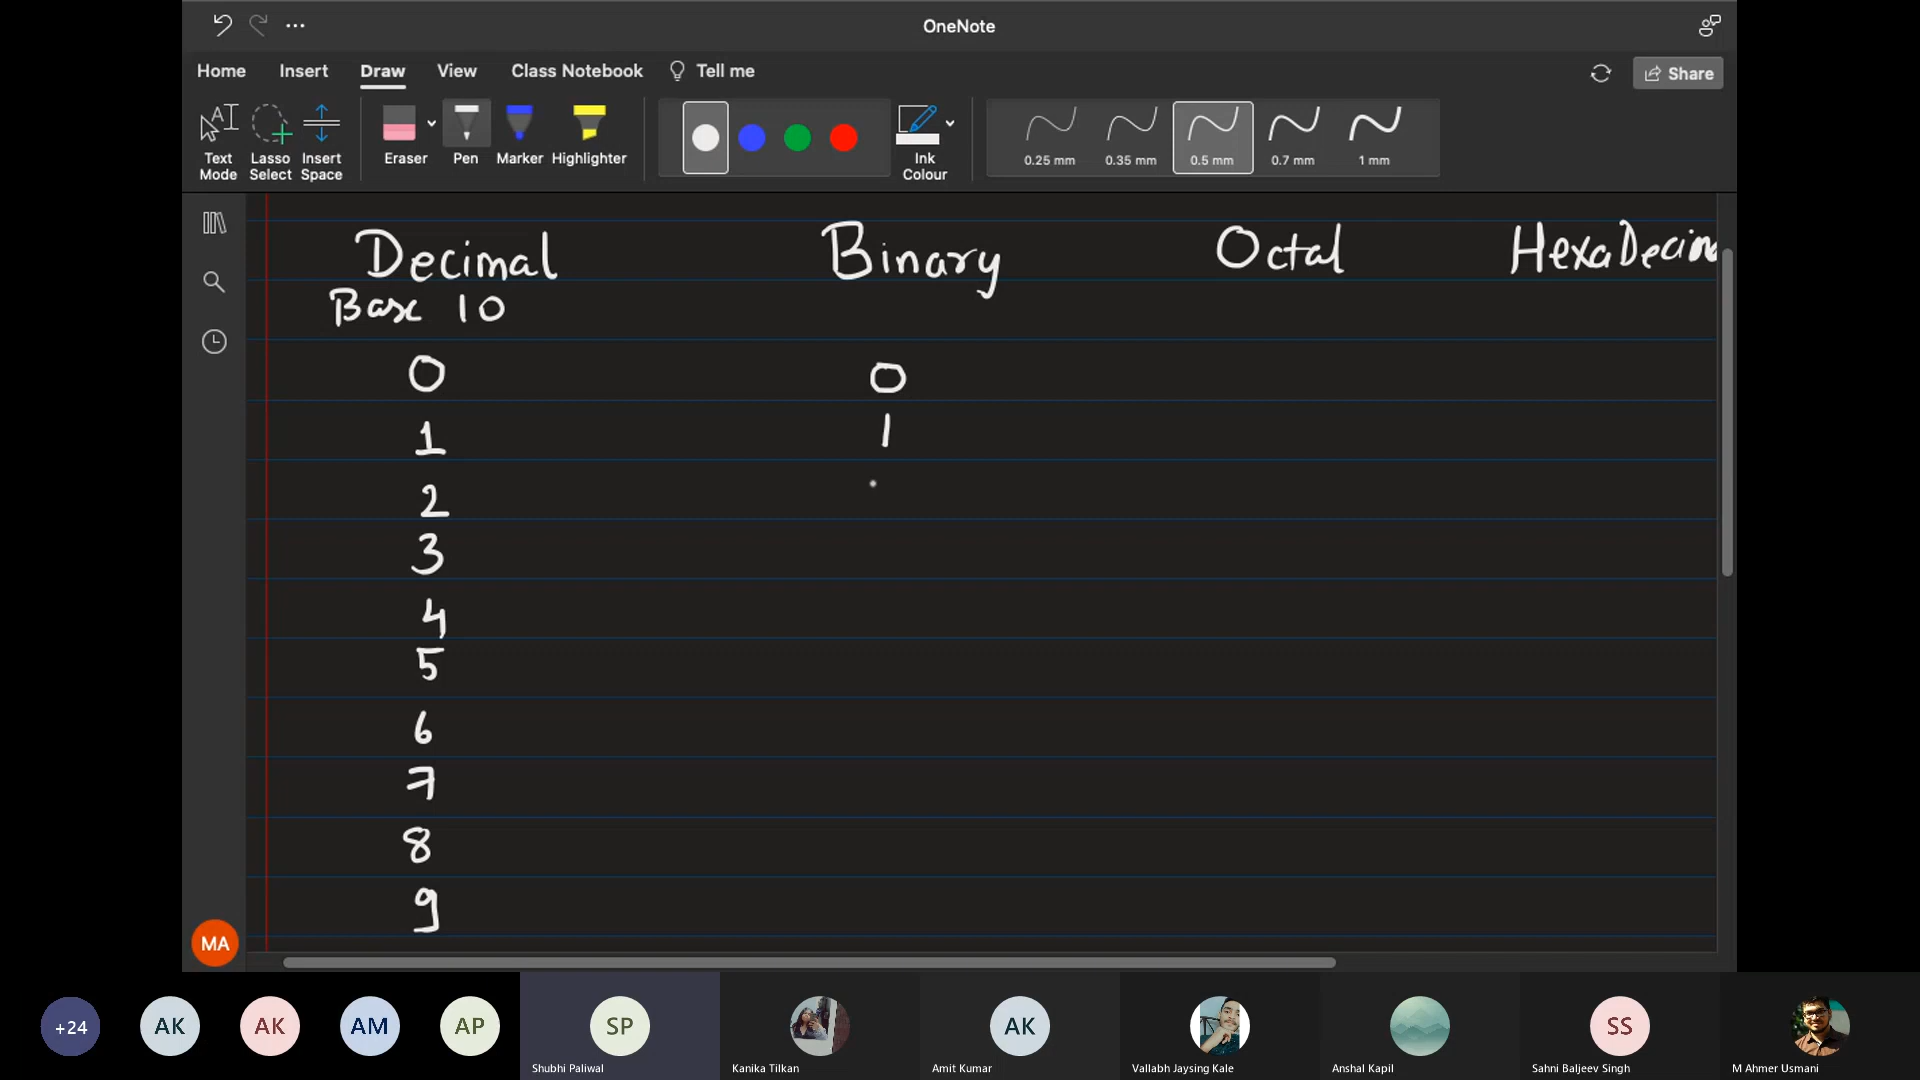 OneNote
Home Insert Draw View Class Notebook Tell me Share
Text Mode
Lasso Select
Insert Space
Eraser
Pen
Marker
Highlighter
Ink Colour
0.25 mm
0.35 mm
0.5 mm
0.7 mm
1 mm
Decimal Binary Octal HexaDecim
Base 10
0 0
1 1
2
3
4
5
6
7
8
9
MA
+24 AK AK AM AP SP AK SS
Shubhi Paliwal Kanika Tilkan Amit Kumar Vallabh Jaysing Kale Anshal Kapil Sahni Baljeev Singh M Ahmer Usmani